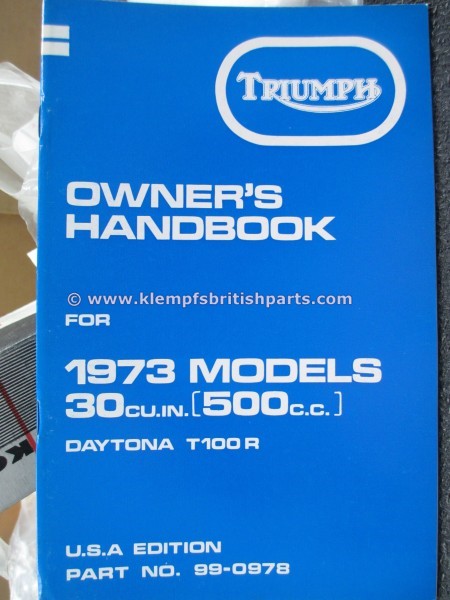 TRIUMPH
OWNER'S
HANDBOOK
© www.klempfsbritishparts.com
FOR
1973 MODELS
30CU.IN.[500C.C.]
DAYTONA T100R
U.S.A EDITION
PART NO. 99-0978